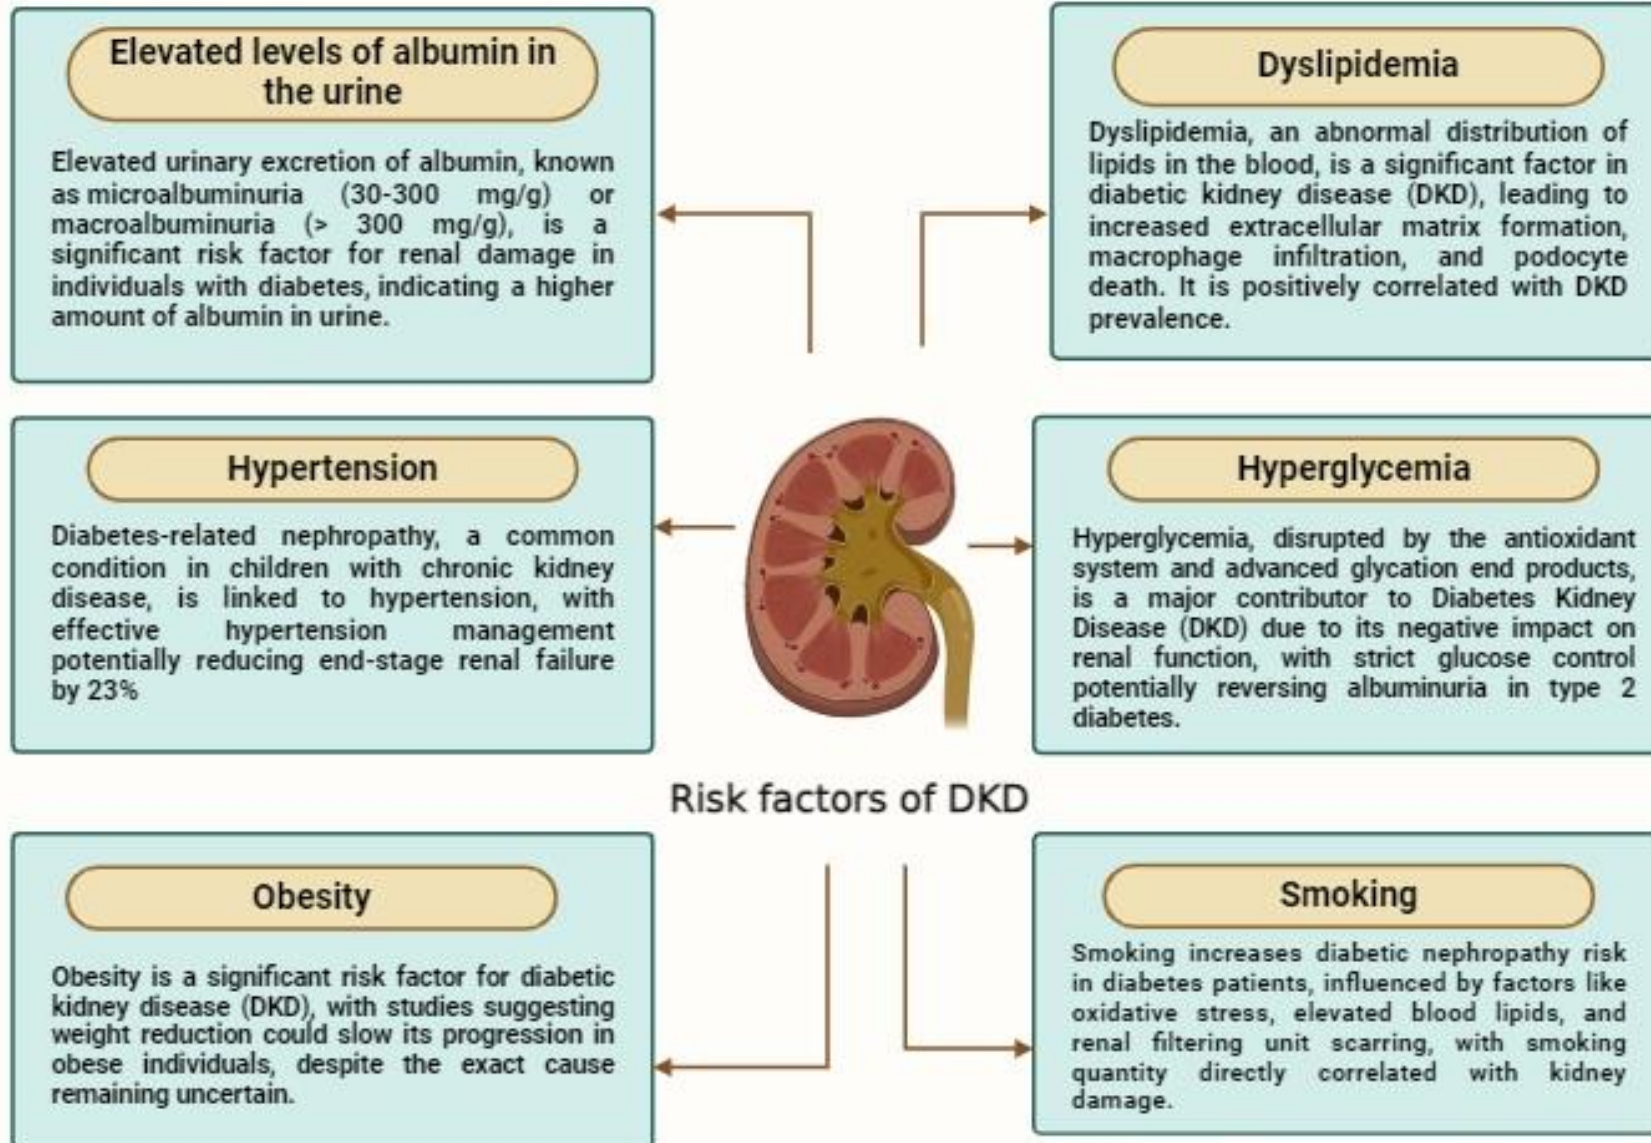 Elevated levels of albumin in
the urine
Elevated urinary excretion of albumin, known
as microalbuminuria (30-300 mg/g) or
macroalbuminuria (> 300 mg/g), is a
significant risk factor for renal damage in
individuals with diabetes, indicating a higher
amount of albumin in urine.
Dyslipidemia
Dyslipidemia, an abnormal distribution of
lipids in the blood, is a significant factor in
diabetic kidney disease (DKD), leading to
increased extracellular matrix formation,
macrophage infiltration, and podocyte
death. It is positively correlated with DKD
prevalence.
Hypertension
Diabetes-related nephropathy, a common
condition in children with chronic kidney
disease, is linked to hypertension, with
effective hypertension management
potentially reducing end-stage renal failure
by 23%
Hyperglycemia
Hyperglycemia, disrupted by the antioxidant
system and advanced glycation end products,
is a major contributor to Diabetes Kidney
Disease (DKD) due to its negative impact on
renal function, with strict glucose control
potentially reversing albuminuria in type 2
diabetes.
Risk factors of DKD
Obesity
Obesity is a significant risk factor for diabetic
kidney disease (DKD), with studies suggesting
weight reduction could slow its progression in
obese individuals, despite the exact cause
remaining uncertain.
Smoking
Smoking increases diabetic nephropathy risk
in diabetes patients, influenced by factors like
oxidative stress, elevated blood lipids, and
renal filtering unit scarring, with smoking
quantity directly correlated with kidney
damage.